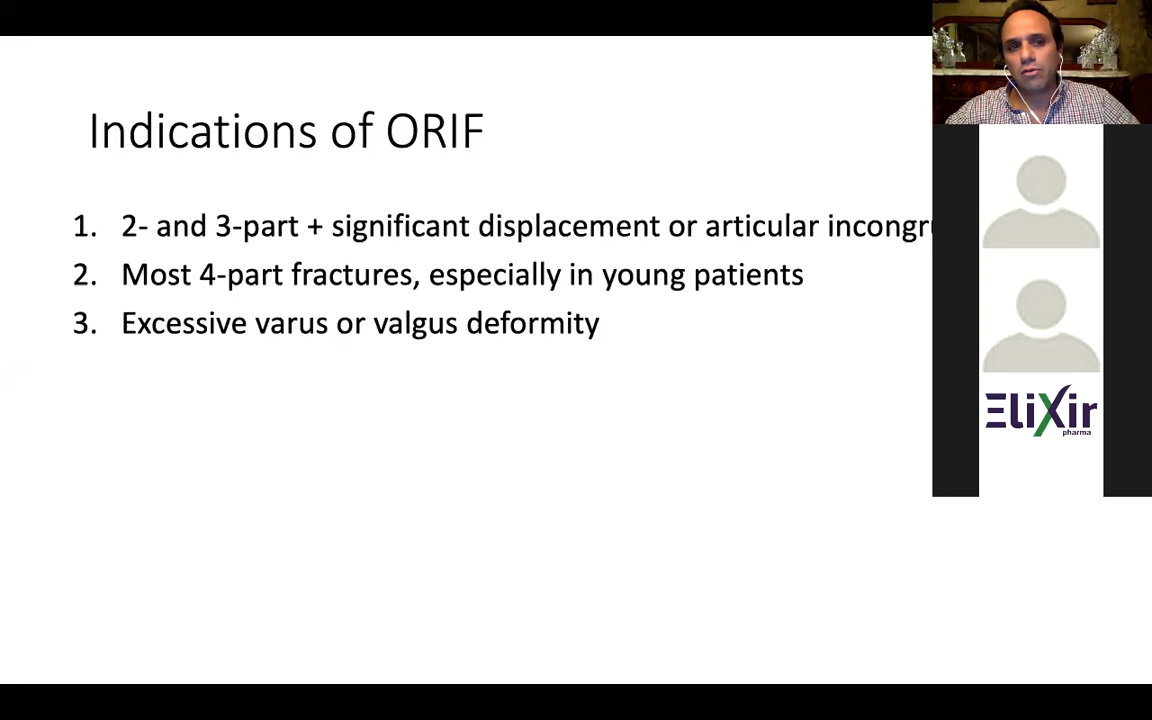 Indications of ORIF
1. 2- and 3-part + significant displacement or articular
2. Most 4-part fractures, especially in young patients
3. Excessive varus or valgus deformity
EliXir
pharma